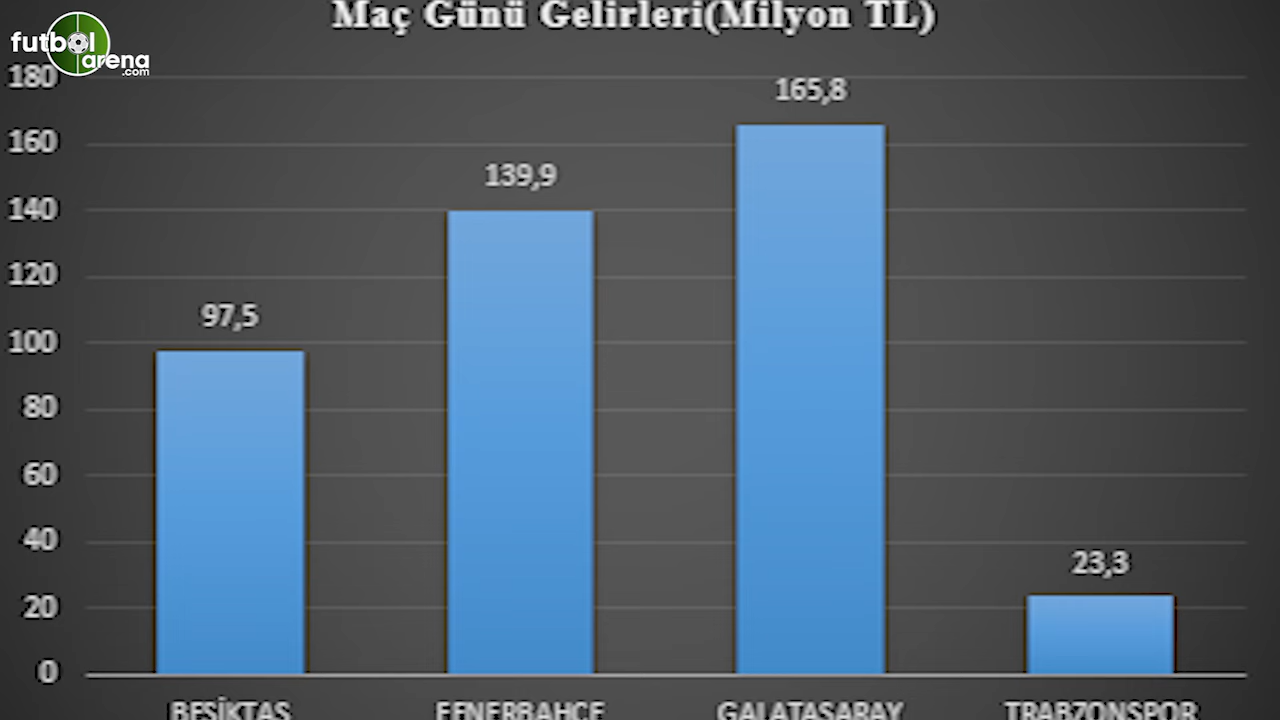 Maç Günü Gelirleri(Milyon TL)
futbol
arena
.com
180
160
140
120
100
80
60
40
20
0
97,5
139,9
165,8
23,3
BEŞİKTAŞ
FENERBAHÇE
GALATASARAY
TRABZONSPOR